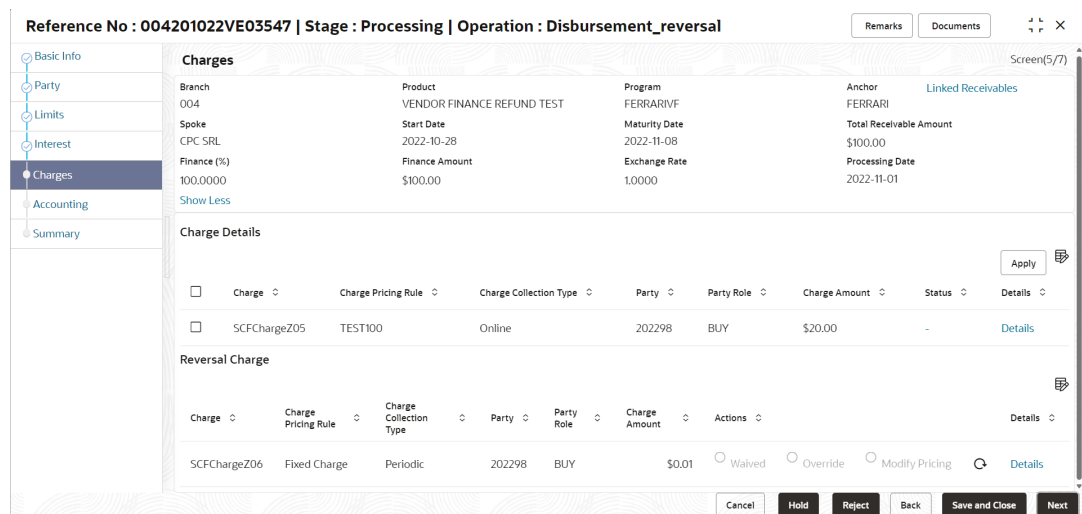 Reference No : 004201022VE03547 | Stage : Processing | Operation : Disbursement_reversal
Remarks
Documents
Basic Info
Party
Limits
Interest
Charges
Accounting
Summary
Charges
Screen(5/7)
Branch Product Program Anchor Linked Receivables
004 VENDOR FINANCE REFUND TEST FERRARIVF FERRARI
Spoke Start Date Maturity Date Total Receivable Amount
CPC SRL 2022-10-28 2022-11-08 $100.00
Finance (%) Finance Amount Exchange Rate Processing Date
100.0000 $100.00 1.0000 2022-11-01
Show Less
Charge Details
Apply
Charge Charge Pricing Rule Charge Collection Type Party Party Role Charge Amount Status Details
SCFChargeZ05 TEST100 Online 202298 BUY $20.00 - Details
Reversal Charge
Charge Charge Pricing Rule Charge Collection Type Party Party Role Charge Amount Actions Details
SCFChargeZ06 Fixed Charge Periodic 202298 BUY $0.01 Waived Override Modify Pricing Details
Cancel Hold Reject Back Save and Close Next